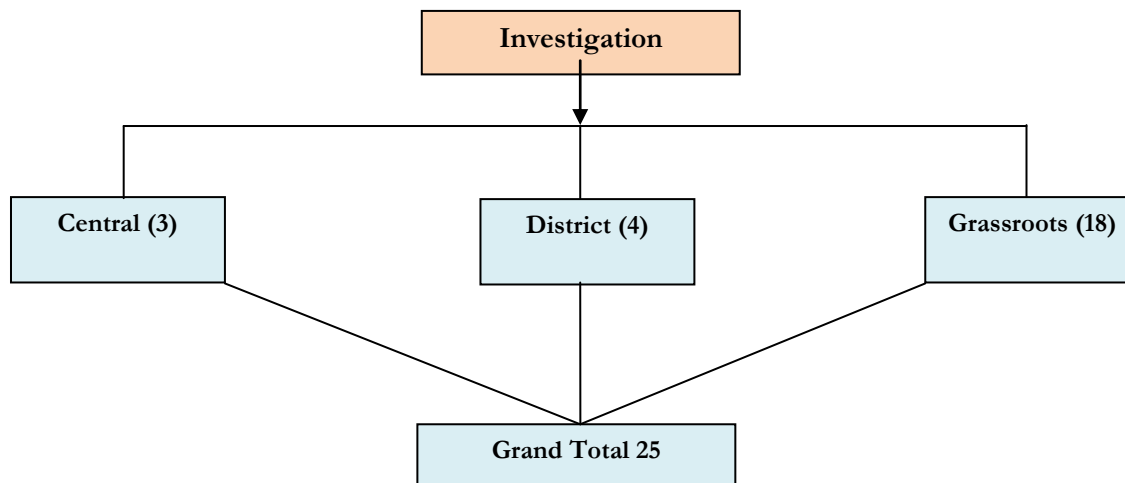 Investigation
Central (3)
District (4)
Grassroots (18)
Grand Total 25